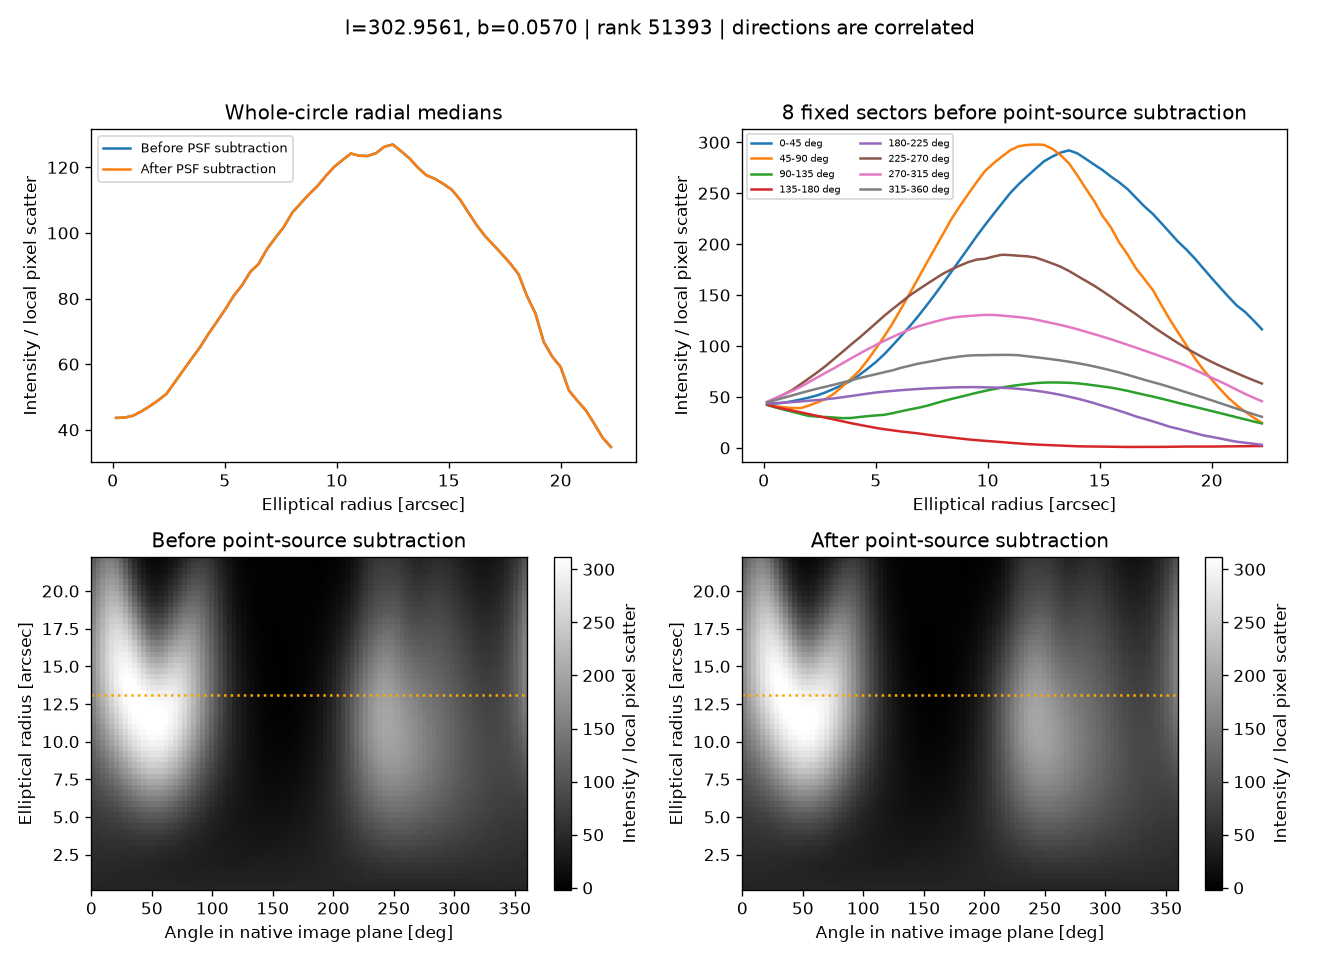 l=302.9561, b=0.0570 | rank 51393 | directions are correlated
Whole-circle radial medians
Before PSF subtraction
After PSF subtraction
Intensity / local pixel scatter
120
100
80
60
40
0 5 10 15 20
Elliptical radius [arcsec]
8 fixed sectors before point-source subtraction
0-45 deg
45-90 deg
90-135 deg
135-180 deg
180-225 deg
225-270 deg
270-315 deg
315-360 deg
Intensity / local pixel scatter
300
250
200
150
100
50
0
0 5 10 15 20
Elliptical radius [arcsec]
Before point-source subtraction
Elliptical radius [arcsec]
20.0
17.5
15.0
12.5
10.0
7.5
5.0
2.5
0 50 100 150 200 250 300 350
Angle in native image plane [deg]
300
250
200
150
100
50
0
Intensity / local pixel scatter
After point-source subtraction
Elliptical radius [arcsec]
20.0
17.5
15.0
12.5
10.0
7.5
5.0
2.5
0 50 100 150 200 250 300 350
Angle in native image plane [deg]
300
250
200
150
100
50
0
Intensity / local pixel scatter